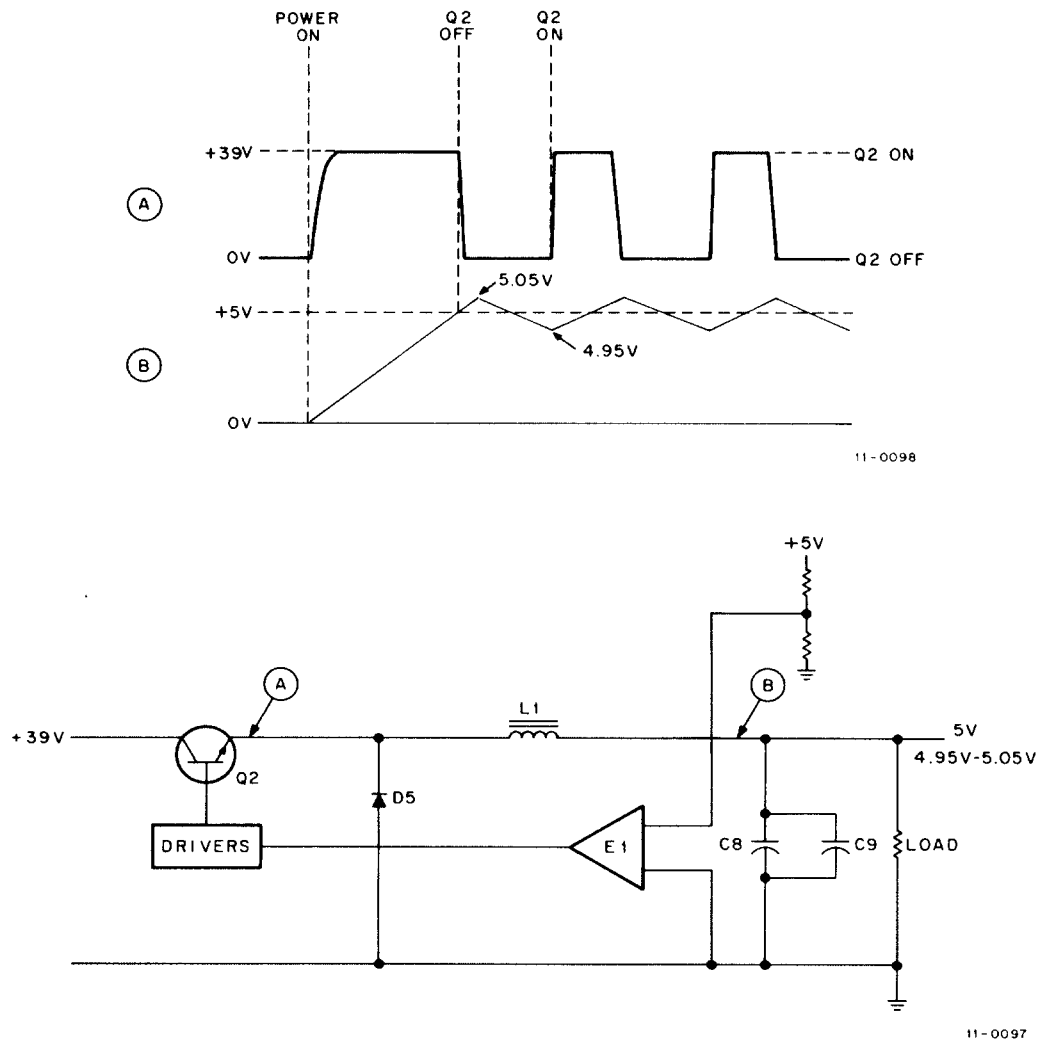 POWER
ON
Q2
OFF
Q2
ON
+39V
Q2 ON
A
0V
Q2 OFF
5.05V
+5V
4.95V
B
0V
11-0098
+5V
A
B
L1
+39V
5V
4.95V-5.05V
Q2
D5
DRIVERS
E1
C8
C9
LOAD
11-0097